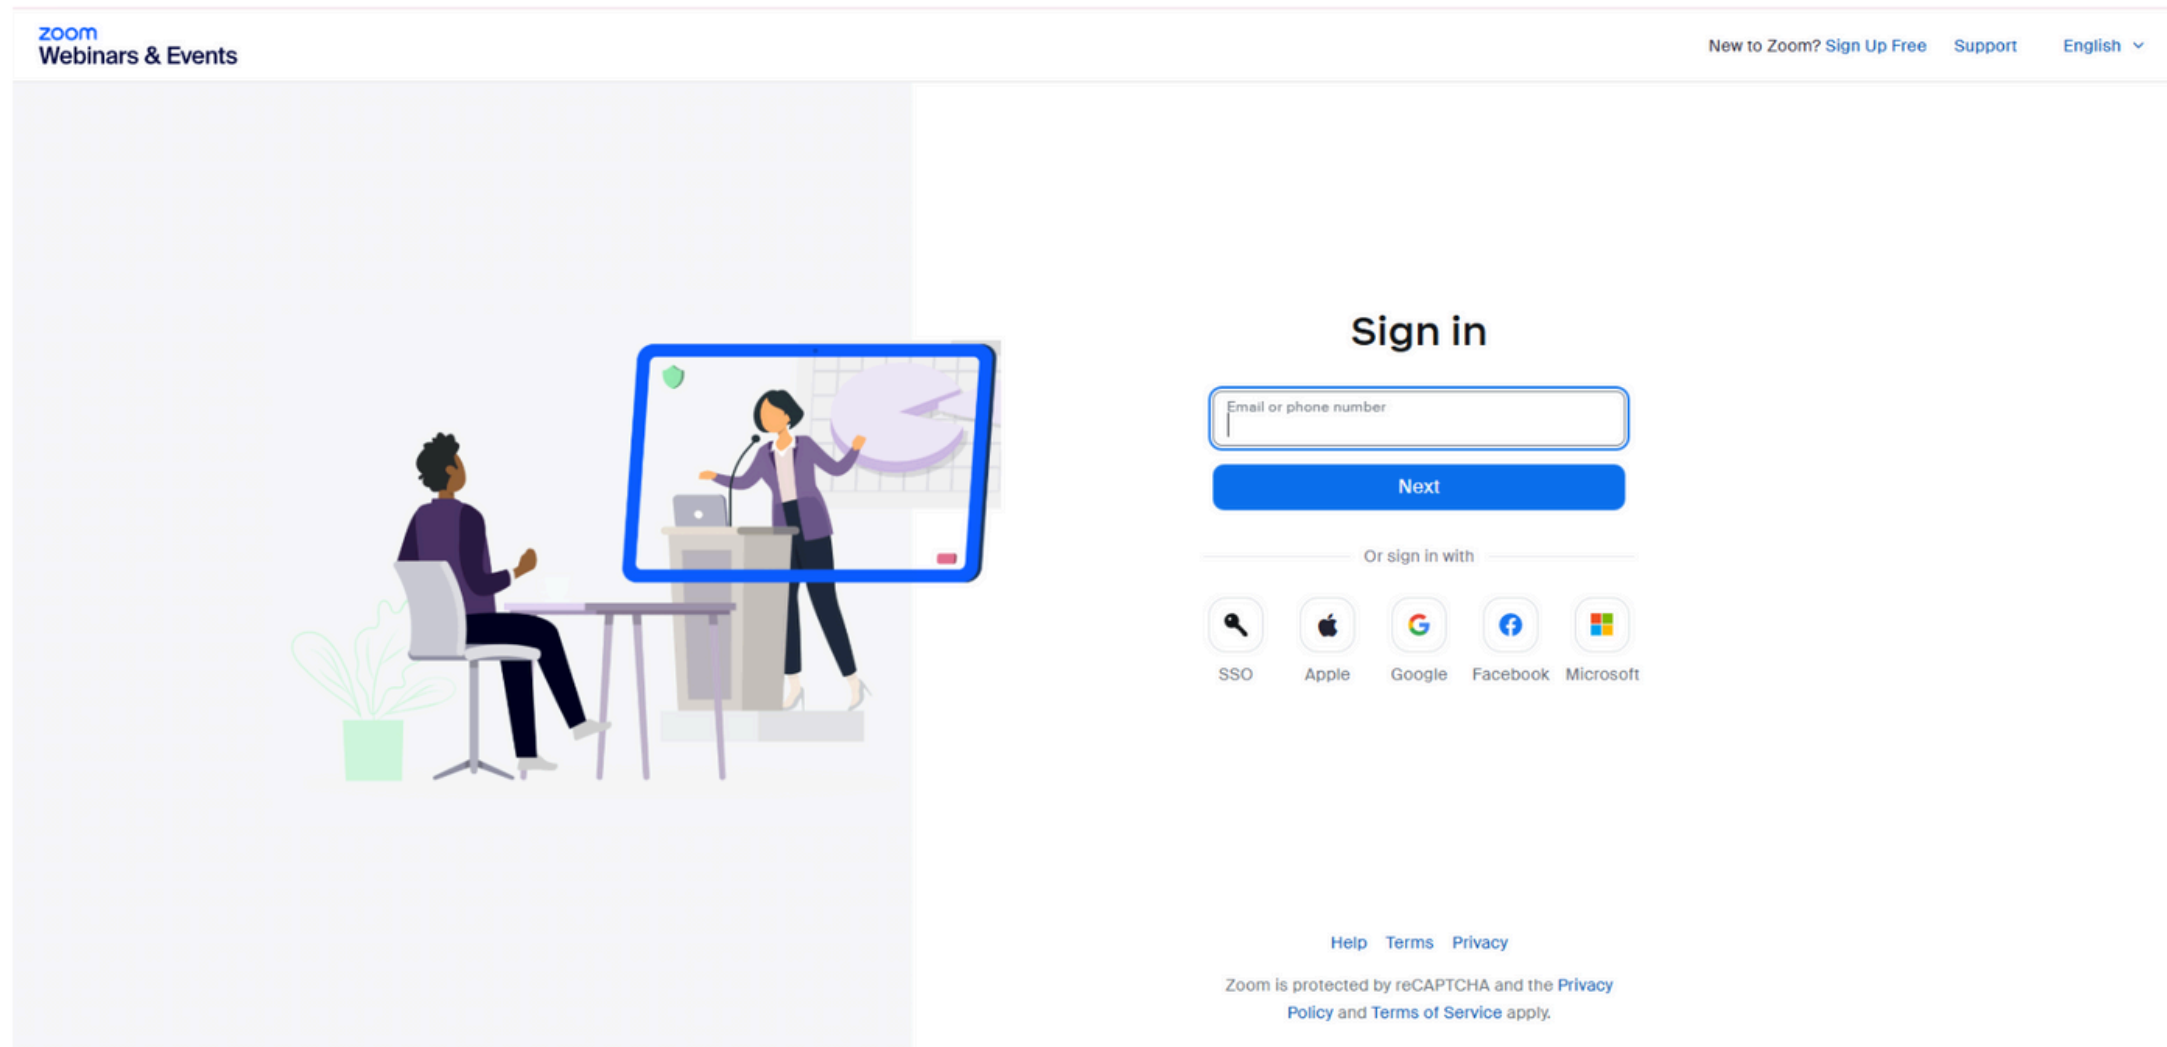 zoom
Webinars & Events
New to Zoom? Sign Up Free Support English
Sign in
Email or phone number
Next
Or sign in with
SSO Apple Google Facebook Microsoft
Help Terms Privacy
Zoom is protected by reCAPTCHA and the Privacy
Policy and Terms of Service apply.